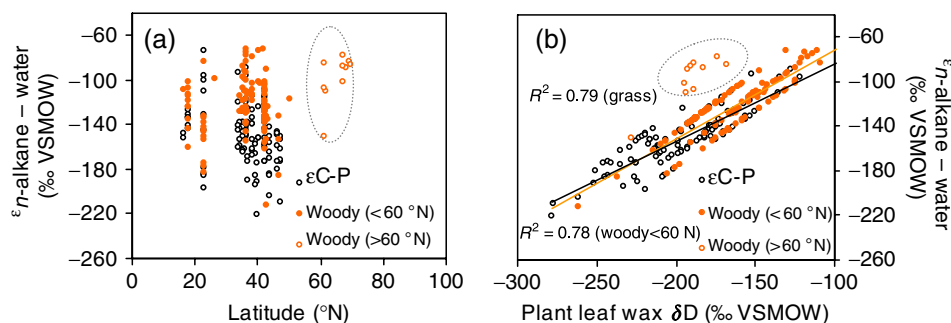 (a)
εn-alkane – water
(‰ VSMOW)
−60
−100
−140
−180
−220
−260
0
20
40
60
80
100
Latitude (°N)
εC-P
Woody (<60 °N)
Woody (>60 °N)
(b)
R² = 0.79 (grass)
εC-P
Woody (<60 °N)
R² = 0.78 (woody<60 N)
Woody (>60 °N)
−300
−250
−200
−150
−100
Plant leaf wax δD (‰ VSMOW)
−60
−100
−140
−180
−220
−260
εn-alkane – water
(‰ VSMOW)